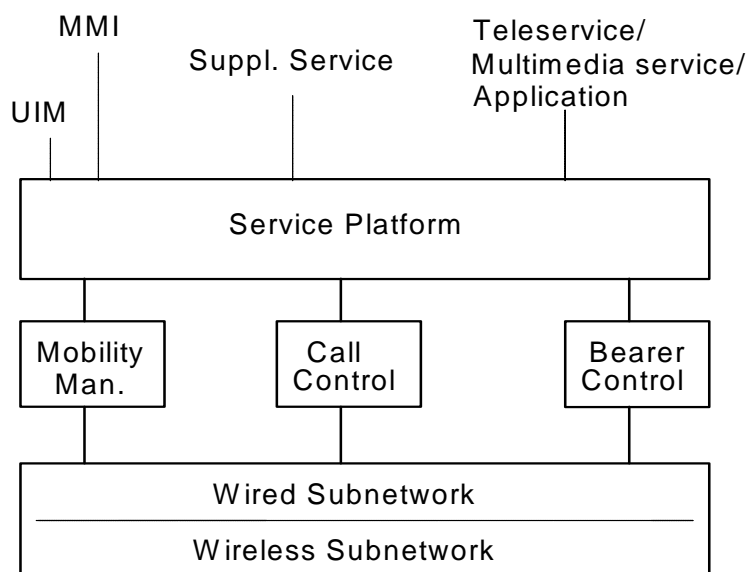 MMI
UIM
Suppl. Service
Teleservice/
Multimedia service/
Application
Service Platform
Mobility
Man.
Call
Control
Bearer
Control
Wired Subnetwork
Wireless Subnetwork